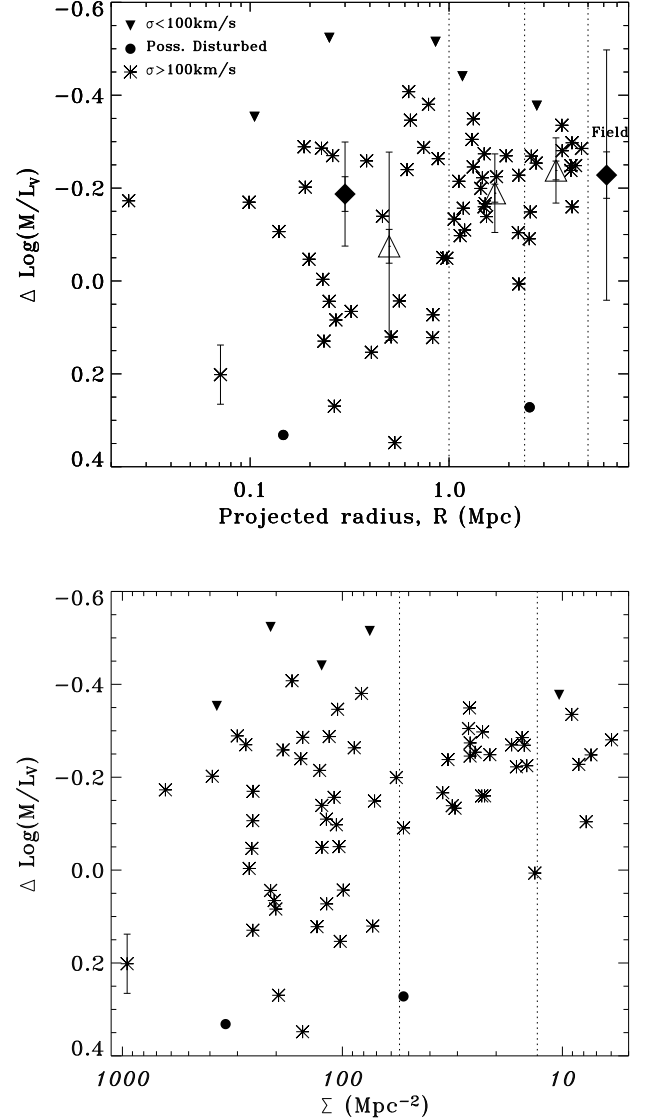 −0.6
σ<100km/s
Poss. Disturbed
σ>100km/s
−0.4
Field
−0.2
0.0
0.2
0.4
Δ Log(M/L_V)
0.1 1.0
Projected radius, R (Mpc)
−0.6
−0.4
−0.2
0.0
0.2
0.4
Δ Log(M/L_V)
1000 100 10
Σ (Mpc⁻²)